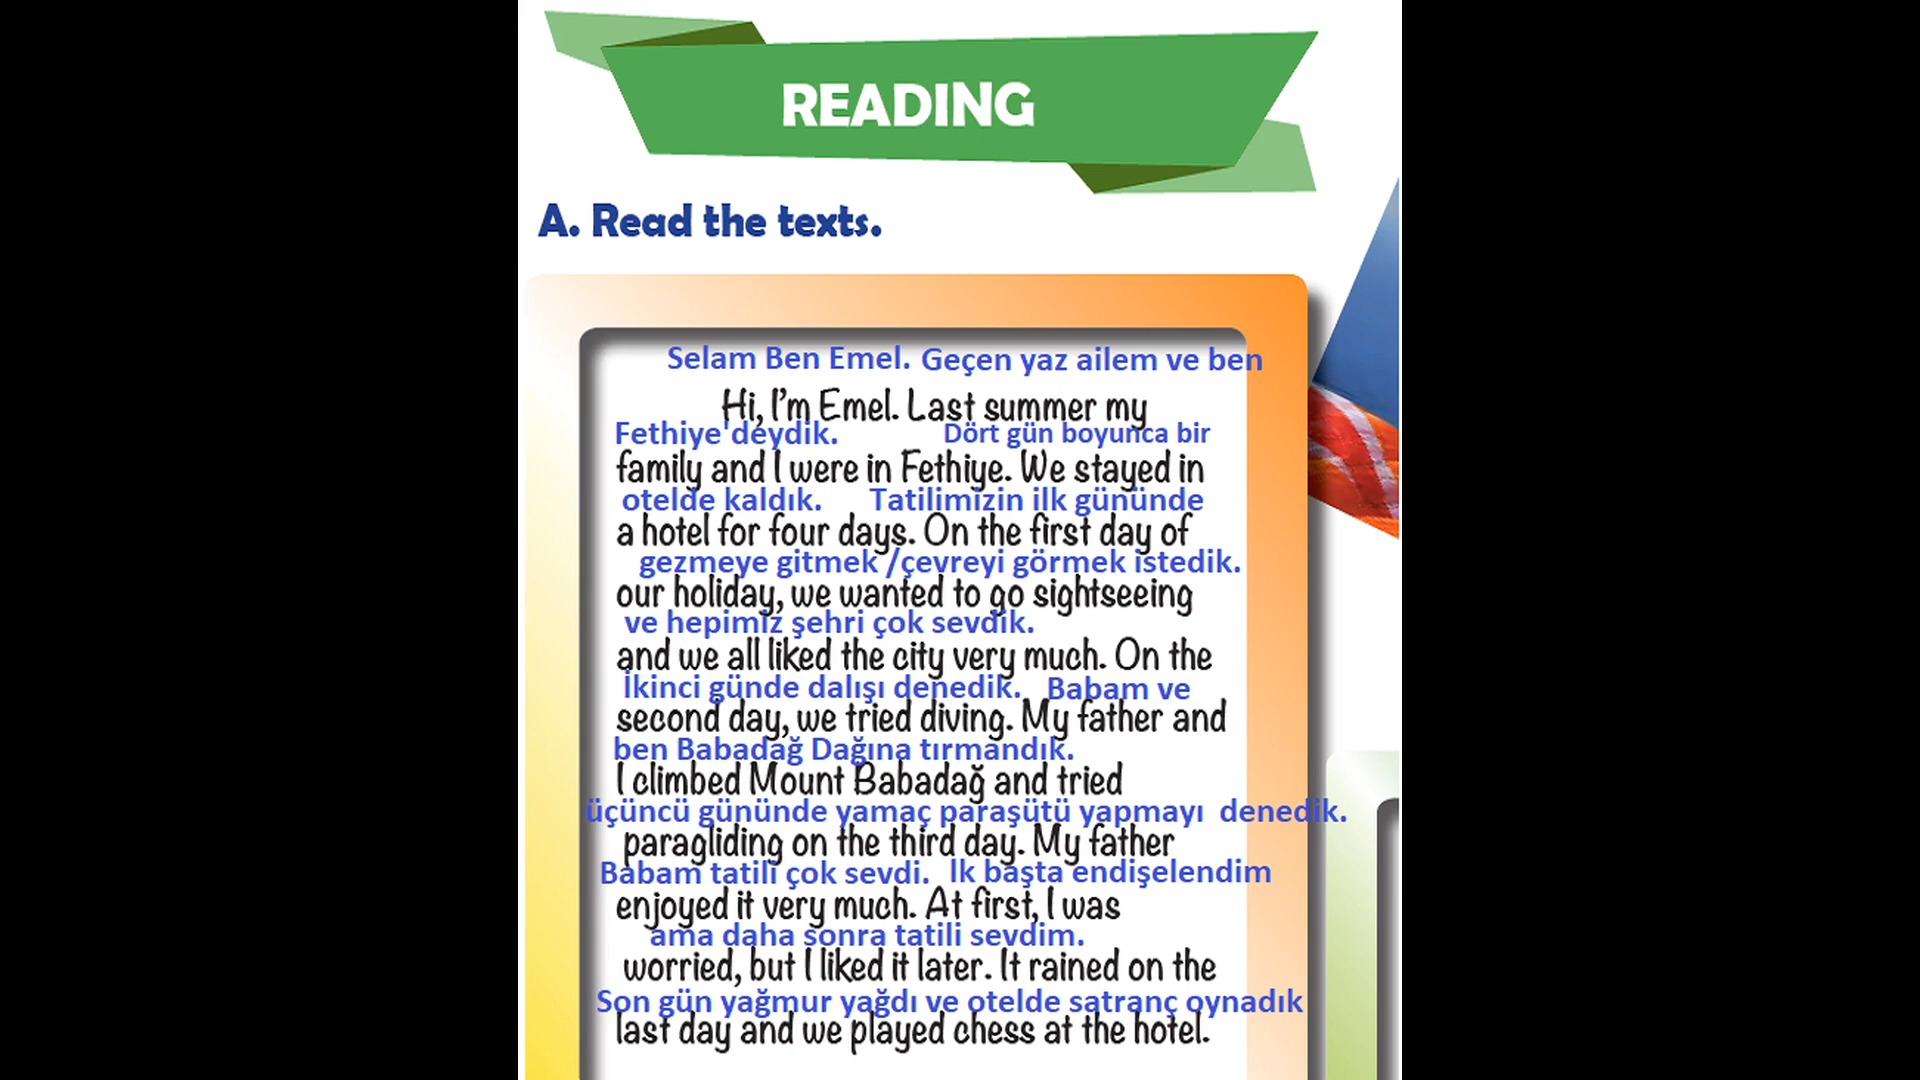 READING
A. Read the texts.
Selam Ben Emel. Geçen yaz ailem ve ben
Hi, I'm Emel. Last summer my
Fethiye'deydik. Dört gün boyunca bir
family and I were in Fethiye. We stayed in
otelde kaldık. Tatilimizin ilk gününde
a hotel for four days. On the first day of
gezmeye gitmek /çevreyi görmek istedik.
our holiday, we wanted to go sightseeing
ve hepimiz şehri çok sevdik.
and we all liked the city very much. On the
İkinci günde dalışı denedik. Babam ve
second day, we tried diving. My father and
ben Babadağ Dağına tırmandık.
I climbed Mount Babadağ and tried
üçüncü gününde yamaç paraşütü yapmayı denedik.
paragliding on the third day. My father
Babam tatili çok sevdi. İlk başta endişelendim
enjoyed it very much. At first, I was
ama daha sonra tatili sevdim.
worried, but I liked it later. It rained on the
Son gün yağmur yağdı ve otelde satranç oynadık
last day and we played chess at the hotel.